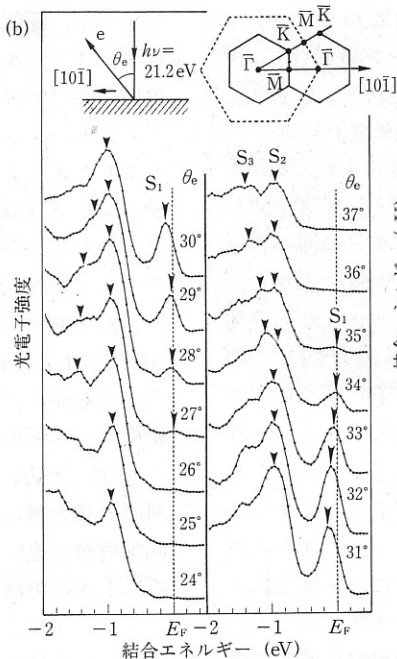 (b)
e
θe
hν=
21.2 eV
[101̄]
K̄
M̄
K̄
Γ̄
M̄
Γ̄
[101̄]
光電子強度
S1
θe
30°
29°
28°
27°
26°
25°
24°
S3
S2
θe
37°
36°
35°
S1
34°
33°
32°
31°
−2
−1
EF
−2
−1
EF
結合エネルギー (eV)